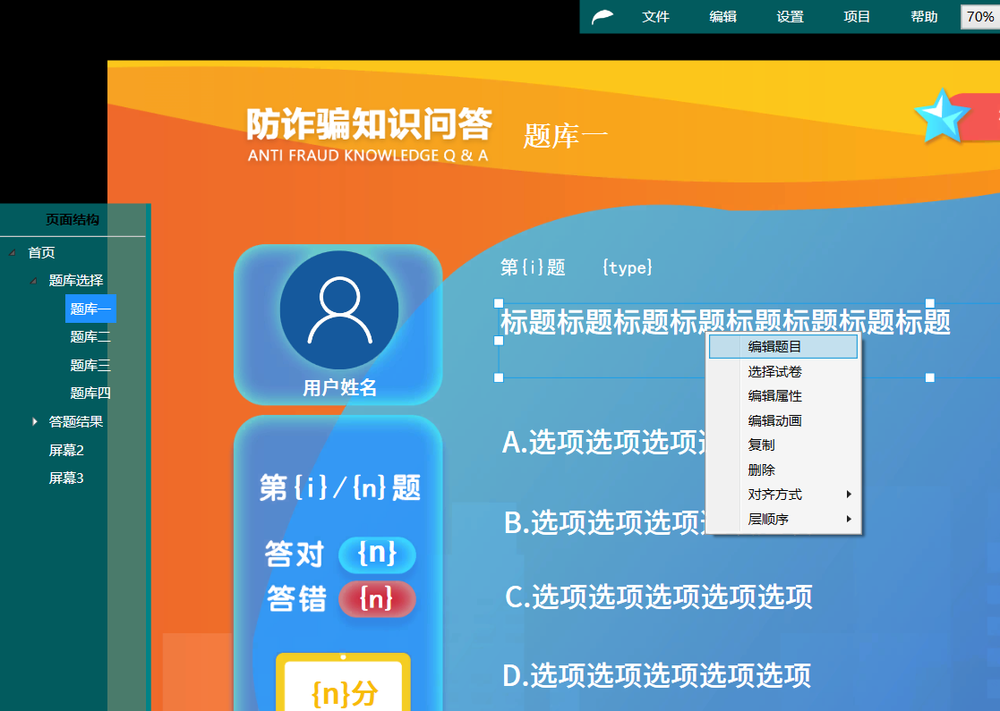 文件 编辑 设置 项目 帮助 70%
防诈骗知识问答
ANTI FRAUD KNOWLEDGE Q & A
题库一
页面结构
首页
题库选择
题库一
题库二
题库三
题库四
答题结果
屏幕2
屏幕3
用户姓名
第{i}/{n}题
答对 {n}
答错 {n}
{n}分
第{i}题 {type}
标题标题标题标题标题标题标题标题
A.选项选项选项
B.选项选项选项
C.选项选项选项选项选项
D.选项选项选项选项选项
编辑题目
选择试卷
编辑属性
编辑动画
复制
删除
对齐方式
层顺序